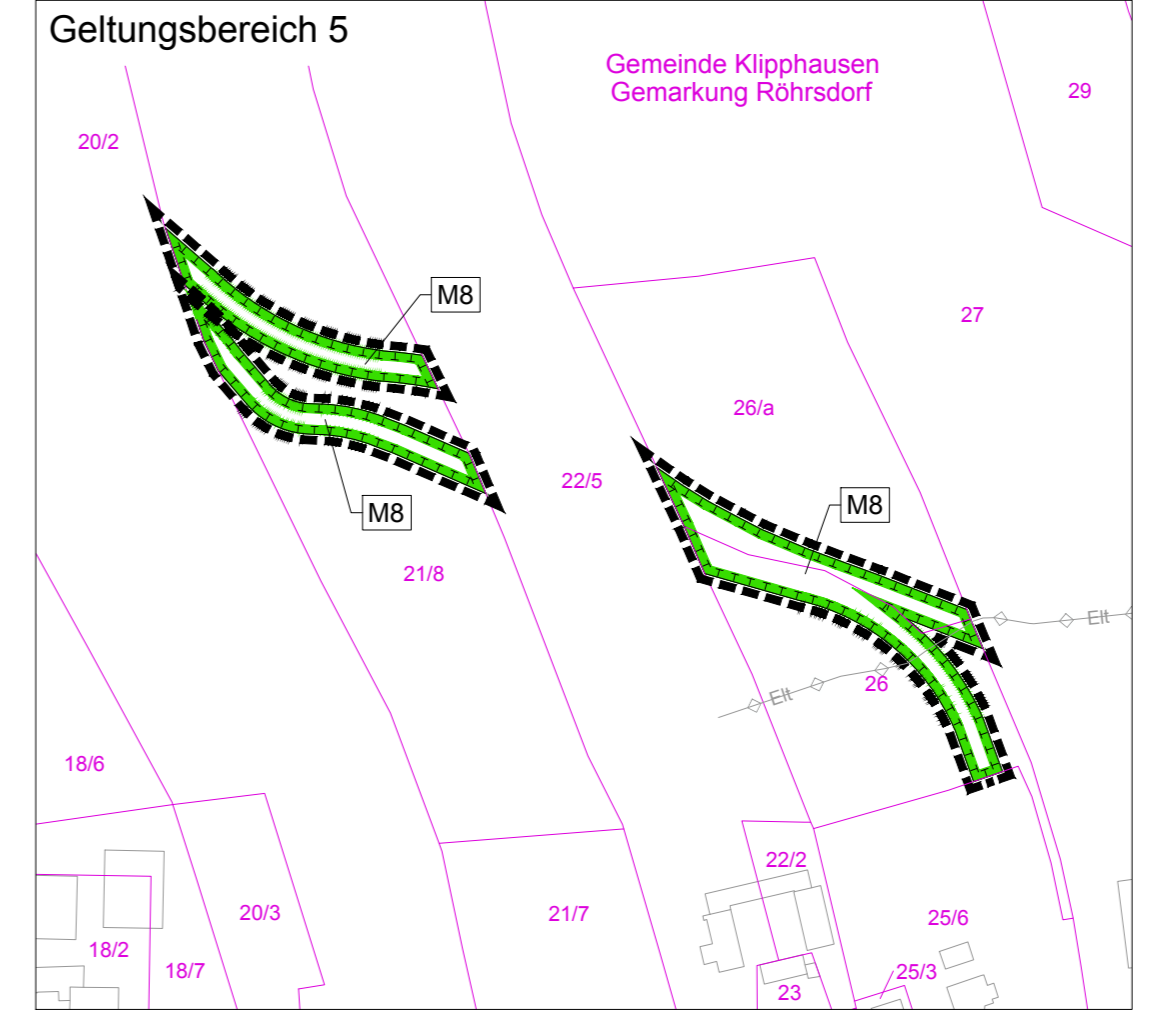 Geltungsbereich 5
Gemeinde Klipphausen
Gemarkung Röhrsdorf
29
20/2
M8
27
26/a
22/5
M8
M8
21/8
Elt
26
Elt
18/6
22/2
20/3
21/7
25/6
18/2
18/7
25/3
23